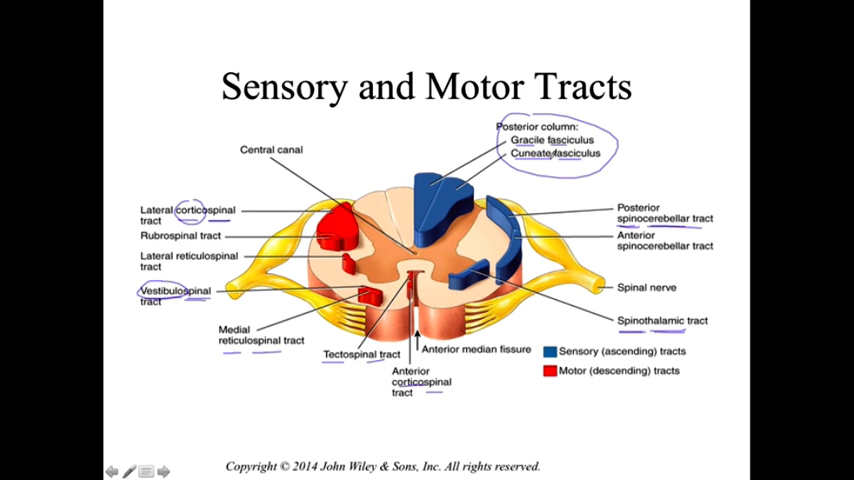 Sensory and Motor Tracts
Posterior column:
Gracile fasciculus
Cuneate fasciculus
Central canal
Lateral corticospinal
tract
Rubrospinal tract
Lateral reticulospinal
tract
Vestibulospinal
tract
Medial
reticulospinal tract
Tectospinal tract
Anterior
corticospinal
tract
Anterior median fissure
Posterior
spinocerebellar tract
Anterior
spinocerebellar tract
Spinal nerve
Spinothalamic tract
Sensory (ascending) tracts
Motor (descending) tracts
Copyright © 2014 John Wiley & Sons, Inc. All rights reserved.